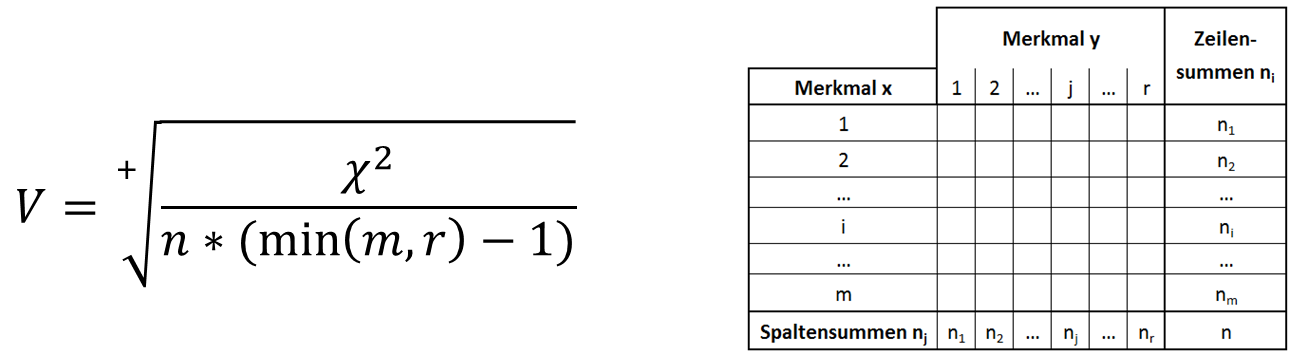 V = +√(χ² / (n * (min(m, r) − 1)))
Merkmal y Zeilen-
summen nᵢ
Merkmal x 1 2 ... j ... r
1 n₁
2 n₂
... ...
i nᵢ
... ...
m nₘ
Spaltensummen nⱼ n₁ n₂ ... nⱼ ... nᵣ n